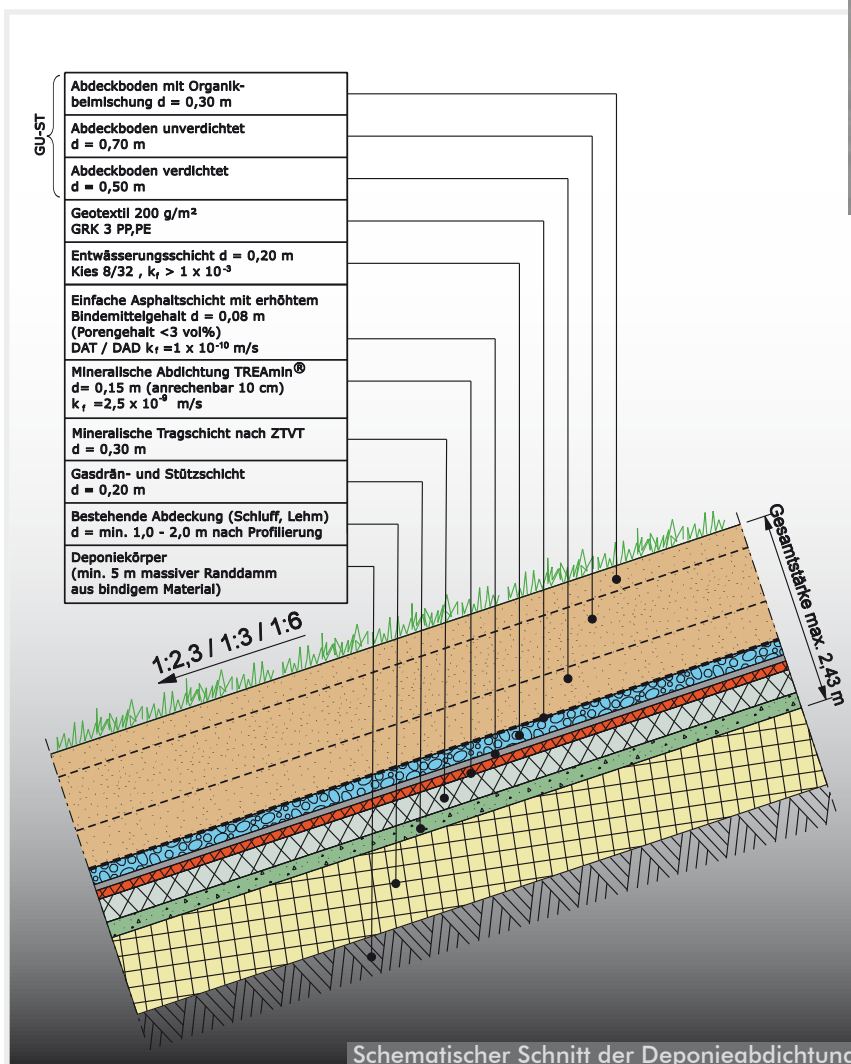 GU-ST
Abdeckboden mit Organik-
beimischung d = 0,30 m
Abdeckboden unverdichtet
d = 0,70 m
Abdeckboden verdichtet
d = 0,50 m
Geotextil 200 g/m²
GRK 3 PP,PE
Entwässerungsschicht d = 0,20 m
Kies 8/32 , k_f > 1 x 10⁻³
Einfache Asphaltschicht mit erhöhtem
Bindemittelgehalt d = 0,08 m
(Porengehalt <3 vol%)
DAT / DAD k_f =1 x 10⁻¹⁰ m/s
Mineralische Abdichtung TREAmin®
d= 0,15 m (anrechenbar 10 cm)
k_f =2,5 x 10⁻⁹ m/s
Mineralische Tragschicht nach ZTVT
d = 0,30 m
Gasdrän- und Stützschicht
d = 0,20 m
Bestehende Abdeckung (Schluff, Lehm)
d = min. 1,0 - 2,0 m nach Profilierung
Deponiekörper
(min. 5 m massiver Randdamm
aus bindigem Material)
1:2,3 / 1:3 / 1:6
Gesamtstärke max. 2,43 m
Schematischer Schnitt der Deponieabdichtung